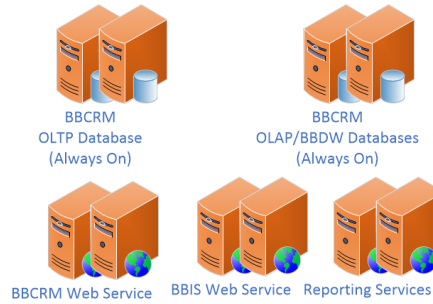 BBCRM
OLTP Database
(Always On)
BBCRM
OLAP/BBDW Databases
(Always On)
BBCRM Web Service
BBIS Web Service
Reporting Services